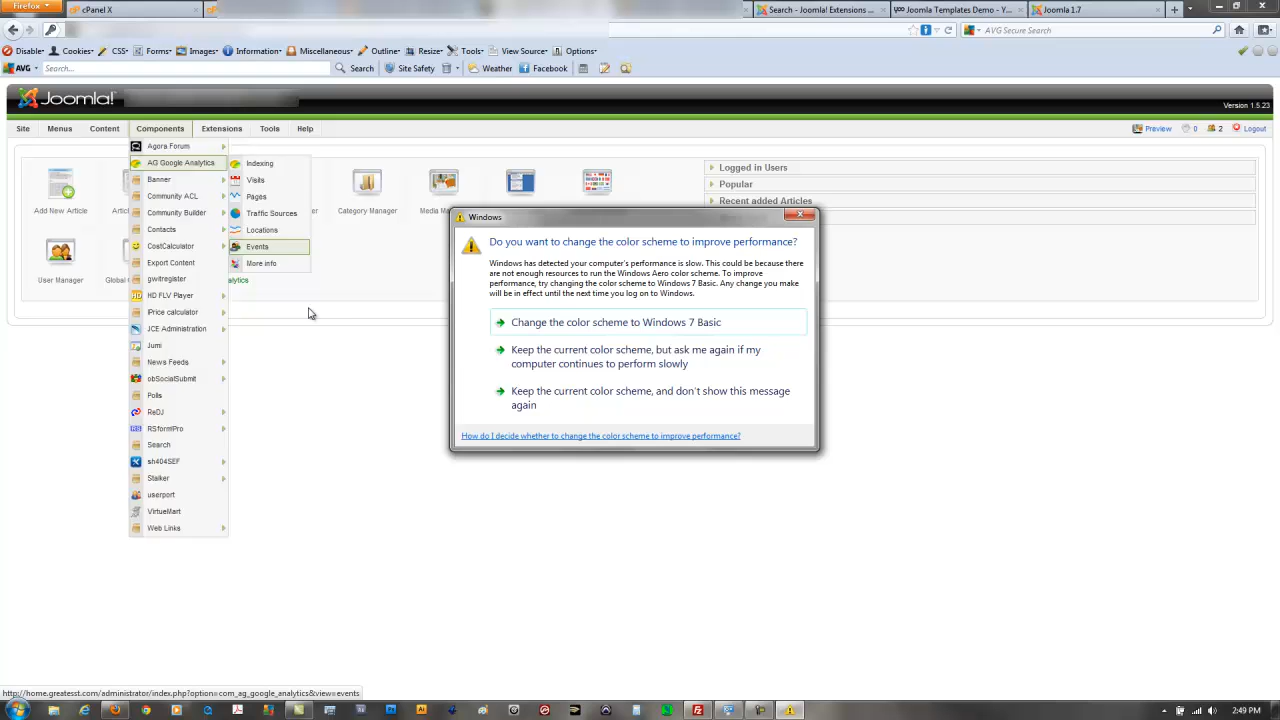 Firefox
cPanel X
Search - Joomla! Extensions ...
Joomla Templates Demo - Y...
Joomla 1.7
AVG Secure Search
Disable
Cookies
CSS
Forms
Images
Information
Miscellaneous
Outline
Resize
Tools
View Source
Options
AVG
Search...
Search
Site Safety
Weather
Facebook
Joomla!
Version 1.5.23
Site
Menus
Content
Components
Extensions
Tools
Help
Preview
0
2
Logout
Agora Forum
AG Google Analytics
Banner
Community ACL
Community Builder
Contacts
CostCalculator
Export Content
gwitregister
HD FLV Player
iPrice calculator
JCE Administration
Jumi
News Feeds
obSocialSubmit
Polls
ReDJ
RSform!Pro
Search
sh404SEF
Stalker
userport
VirtueMart
Web Links
Indexing
Visits
Pages
Traffic Sources
Locations
Events
More info
Add New Article
Artic
er
Category Manager
Media Ma
User Manager
Global C
alytics
Logged in Users
Popular
Recent added Articles
Windows
Do you want to change the color scheme to improve performance?
Windows has detected your computer's performance is slow. This could be because
there are not enough resources to run the Windows Aero color scheme. To improve
performance, try changing the color scheme to Windows 7 Basic. Any change you make
will be in effect until the next time you log on to Windows.
Change the color scheme to Windows 7 Basic
Keep the current color scheme, but ask me again if my
computer continues to perform slowly
Keep the current color scheme, and don't show this message
again
How do I decide whether to change the color scheme to improve performance?
http://home.greatesst.com/administrator/index.php?option=com_ag_google_analytics&view=events
2:49 PM